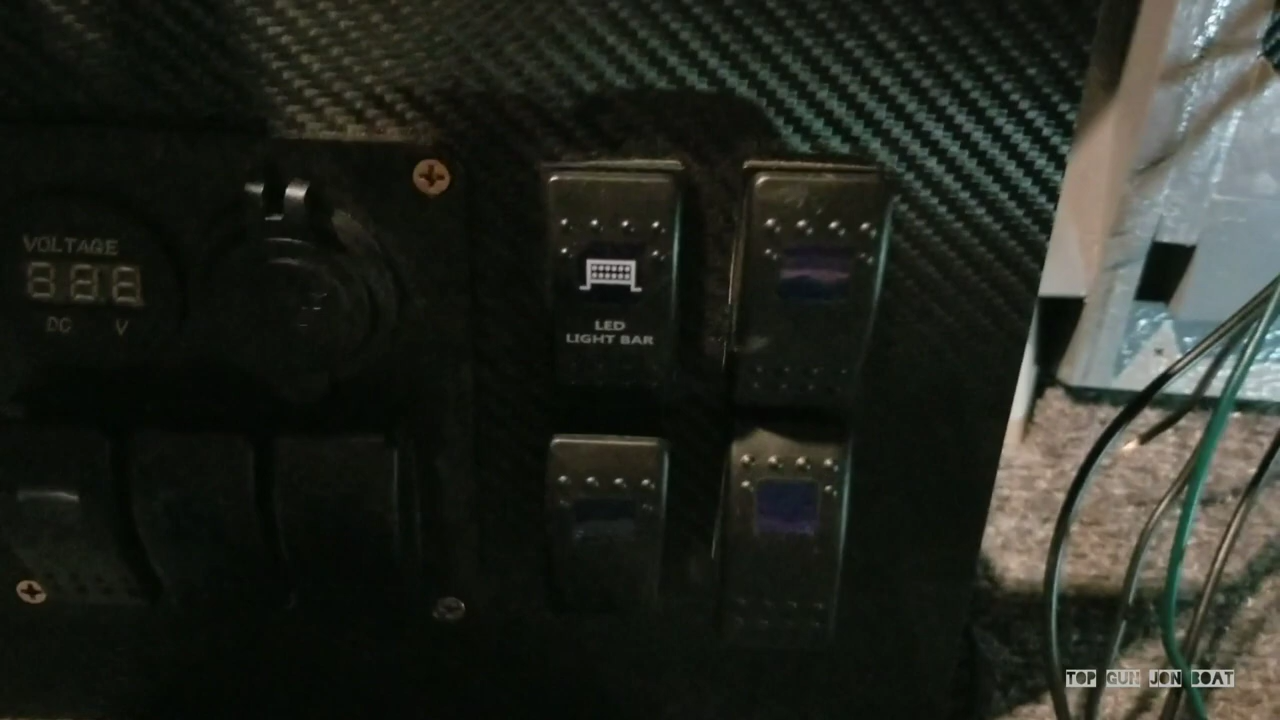 VOLTAGE
DC V
LED
LIGHT BAR
TOP GUN JON BOAT